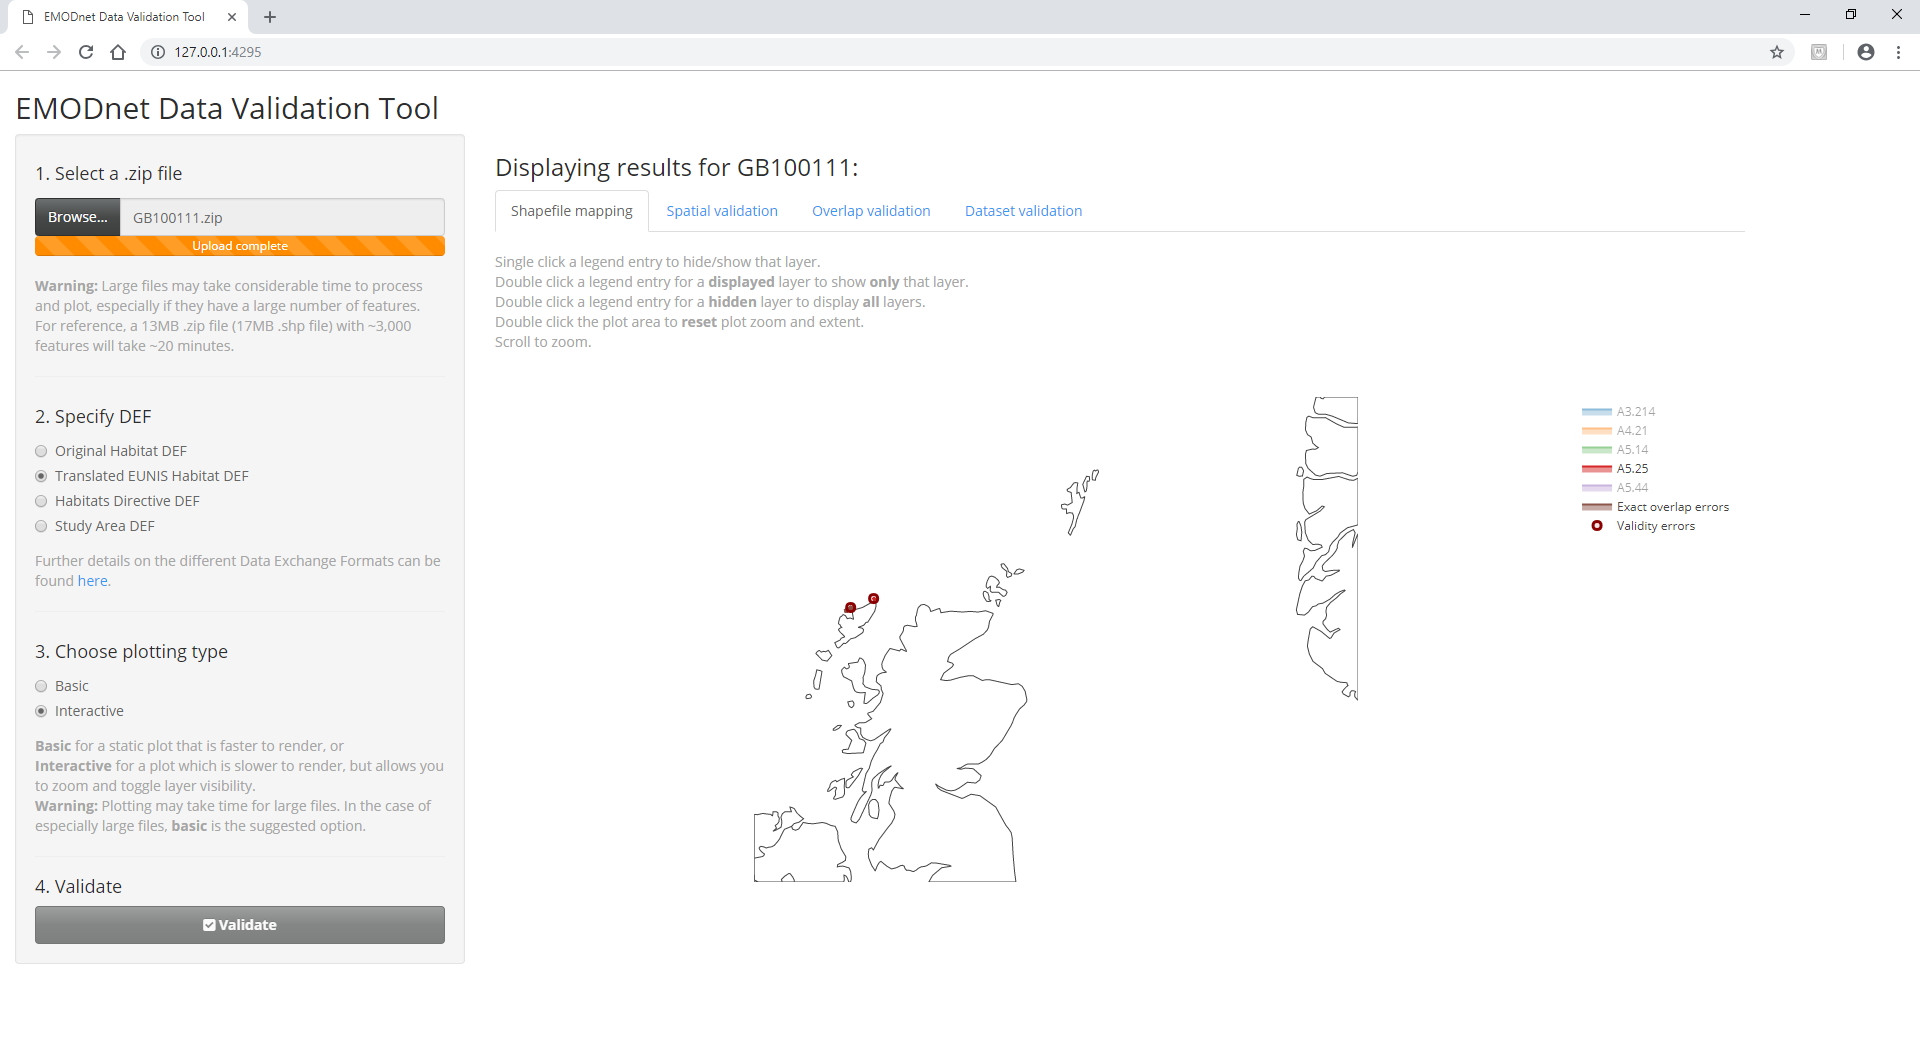 EMODnet Data Validation Tool
127.0.0.1:4295
EMODnet Data Validation Tool
1. Select a .zip file
Browse...
GB100111.zip
Upload complete
Warning: Large files may take considerable time to process
and plot, especially if they have a large number of features.
For reference, a 13MB .zip file (17MB .shp file) with ~3,000
features will take ~20 minutes.
2. Specify DEF
Original Habitat DEF
Translated EUNIS Habitat DEF
Habitats Directive DEF
Study Area DEF
Further details on the different Data Exchange Formats can be
found here.
3. Choose plotting type
Basic
Interactive
Basic for a static plot that is faster to render, or
Interactive for a plot which is slower to render, but allows you
to zoom and toggle layer visibility.
Warning: Plotting may take time for large files. In the case of
especially large files, basic is the suggested option.
4. Validate
Validate
Displaying results for GB100111:
Shapefile mapping
Spatial validation
Overlap validation
Dataset validation
Single click a legend entry to hide/show that layer.
Double click a legend entry for a displayed layer to show only that layer.
Double click a legend entry for a hidden layer to display all layers.
Double click the plot area to reset plot zoom and extent.
Scroll to zoom.
A3.214
A4.21
A5.14
A5.25
A5.44
Exact overlap errors
Validity errors